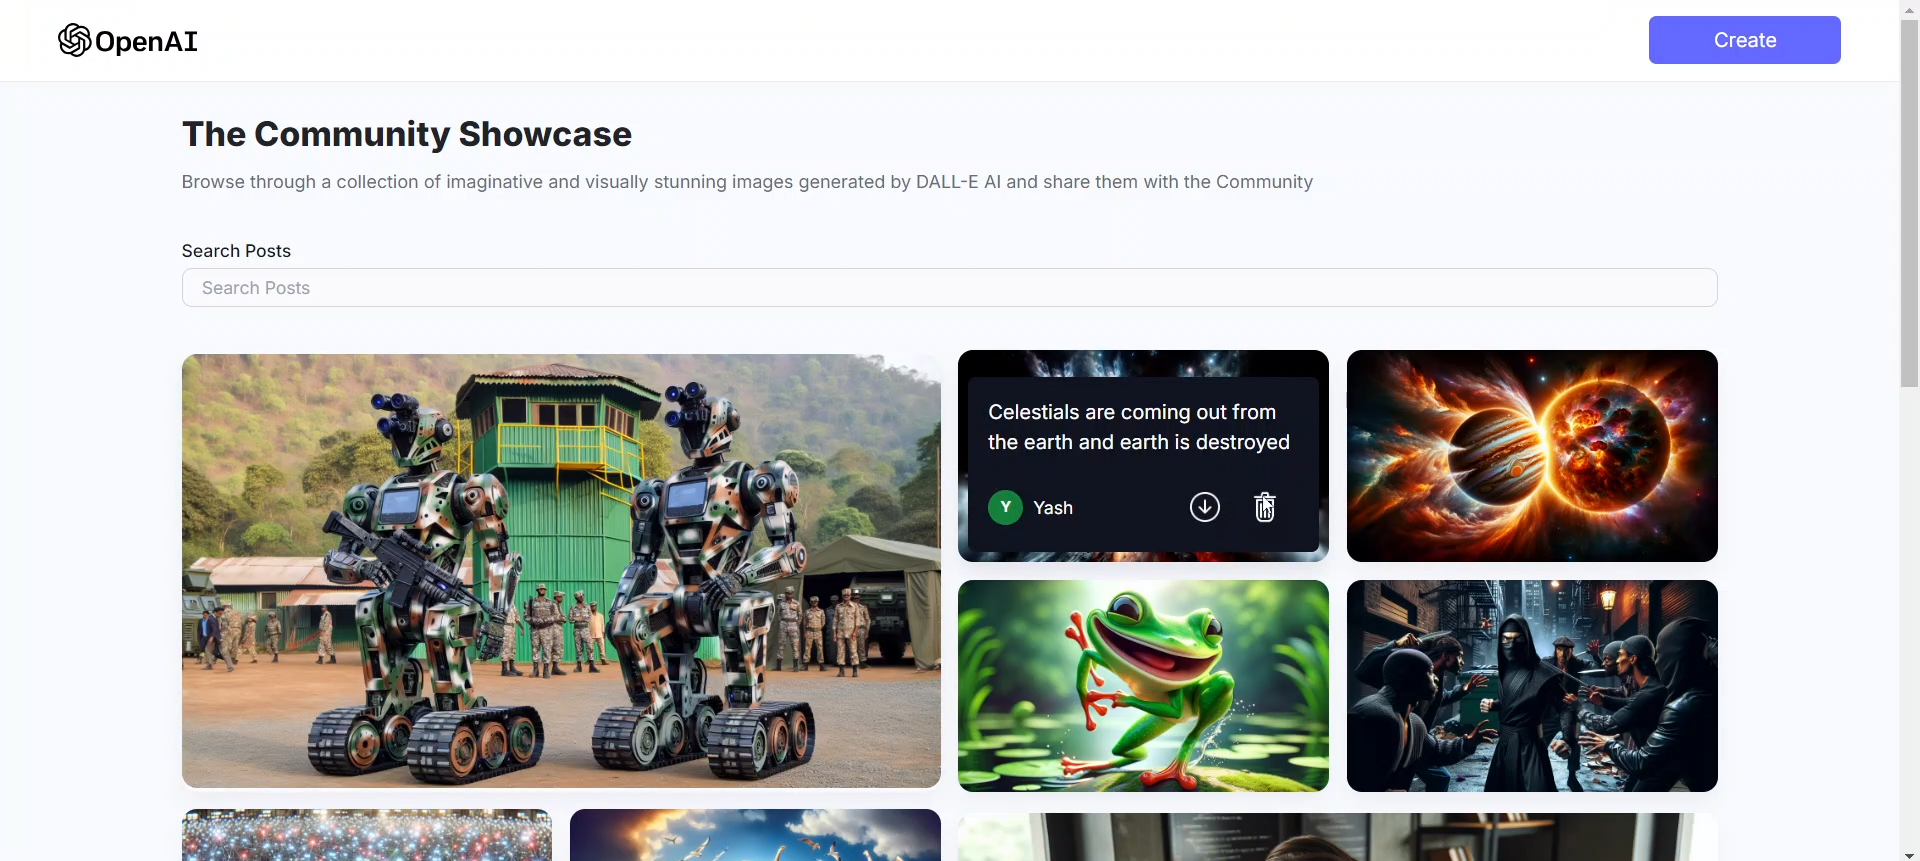 OpenAI
Create
The Community Showcase
Browse through a collection of imaginative and visually stunning images generated by DALL-E AI and share them with the Community
Search Posts
Search Posts
Celestials are coming out from
the earth and earth is destroyed
Y Yash